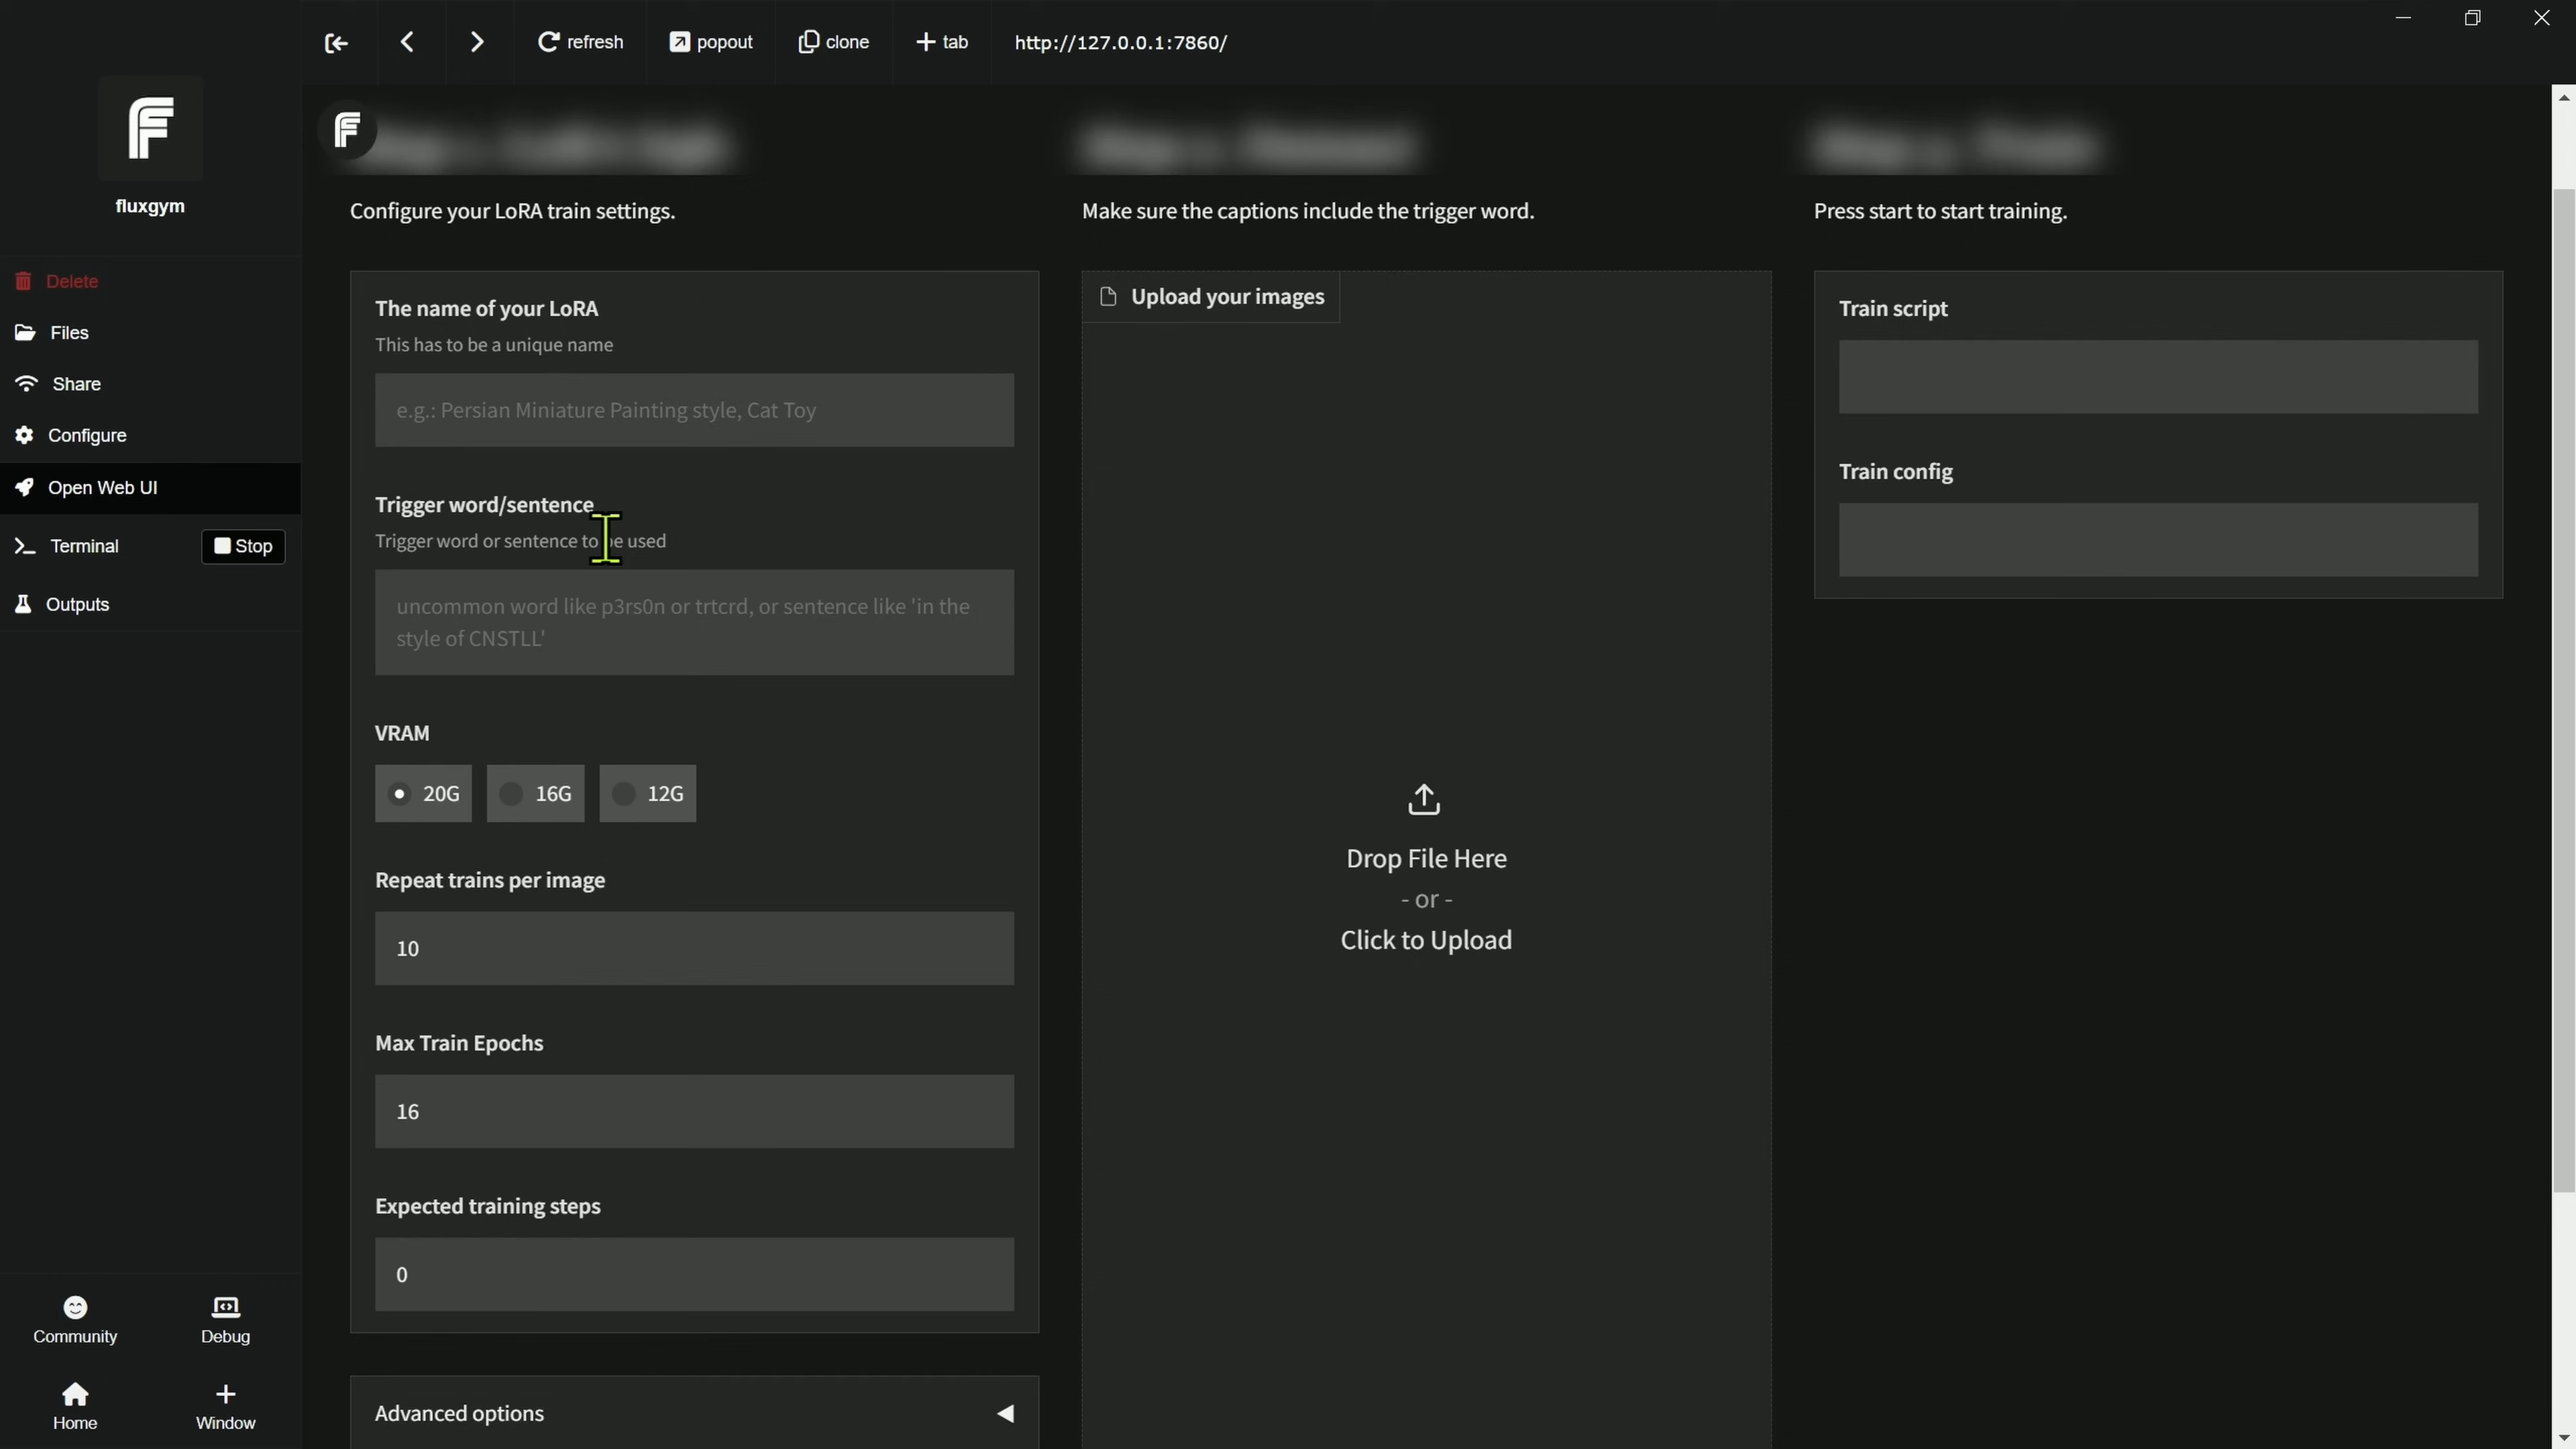 refresh
popout
clone
tab
http://127.0.0.1:7860/
fluxgym
Delete
Files
Share
Configure
Open Web UI
Terminal
Stop
Outputs
Community
Debug
Home
Window
Configure your LoRA train settings.
The name of your LoRA
This has to be a unique name
e.g.: Persian Miniature Painting style, Cat Toy
Trigger word/sentence
Trigger word or sentence to be used
uncommon word like p3rs0n or trtcrd, or sentence like 'in the
style of CNSTLL'
VRAM
20G
16G
12G
Repeat trains per image
10
Max Train Epochs
16
Expected training steps
0
Advanced options
Make sure the captions include the trigger word.
Upload your images
Drop File Here
- or -
Click to Upload
Press start to start training.
Train script
Train config